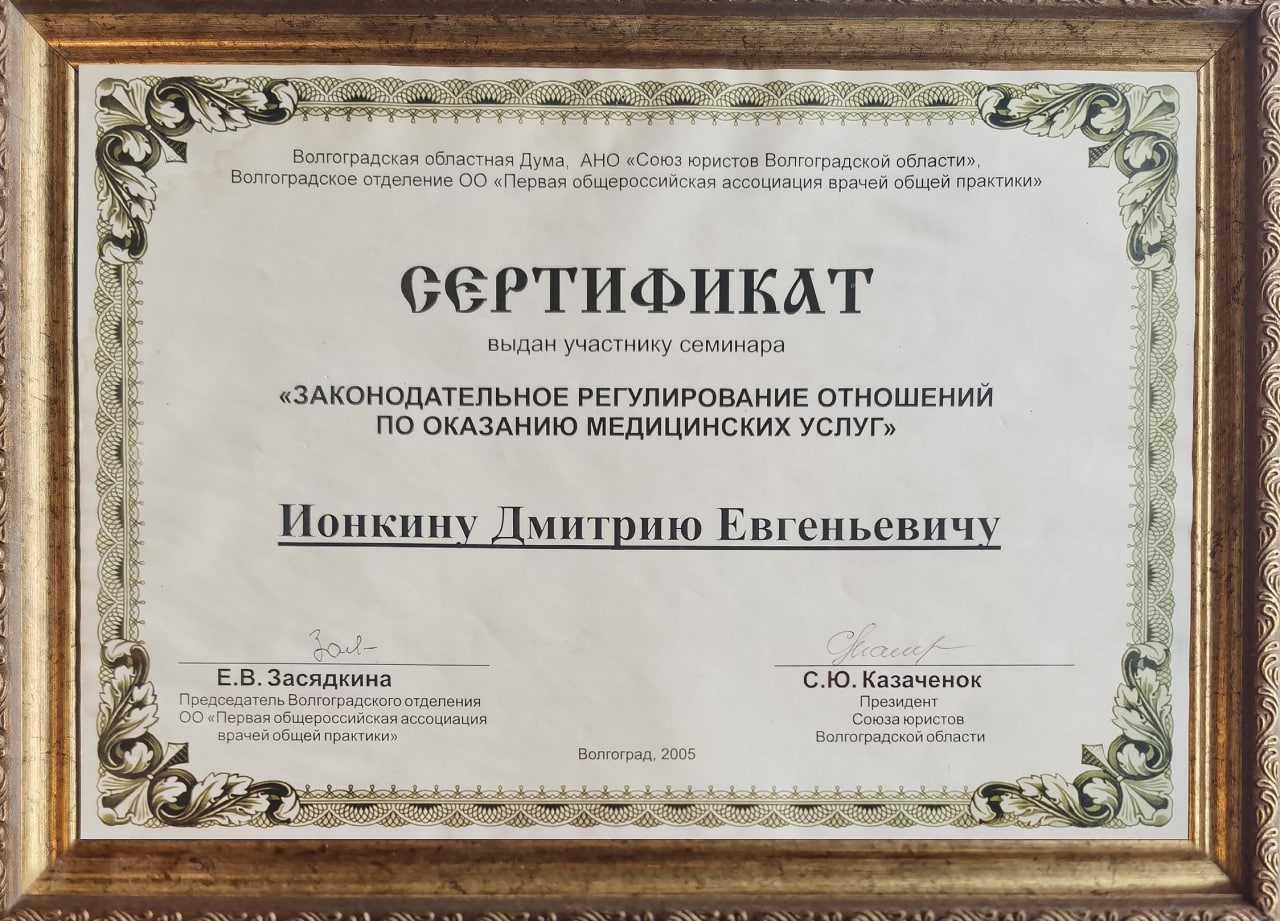 Волгоградская областная Дума, АНО «Союз юристов Волгоградской области»,
Волгоградское отделение ОО «Первая общероссийская ассоциация врачей общей практики»
СЕРТИФИКАТ
выдан участнику семинара
«ЗАКОНОДАТЕЛЬНОЕ РЕГУЛИРОВАНИЕ ОТНОШЕНИЙ
ПО ОКАЗАНИЮ МЕДИЦИНСКИХ УСЛУГ»
Ионкину Дмитрию Евгеньевичу
Е.В. Засядкина
Председатель Волгоградского отделения
ОО «Первая общероссийская ассоциация
врачей общей практики»
С.Ю. Казаченок
Президент
Союза юристов
Волгоградской области
Волгоград, 2005